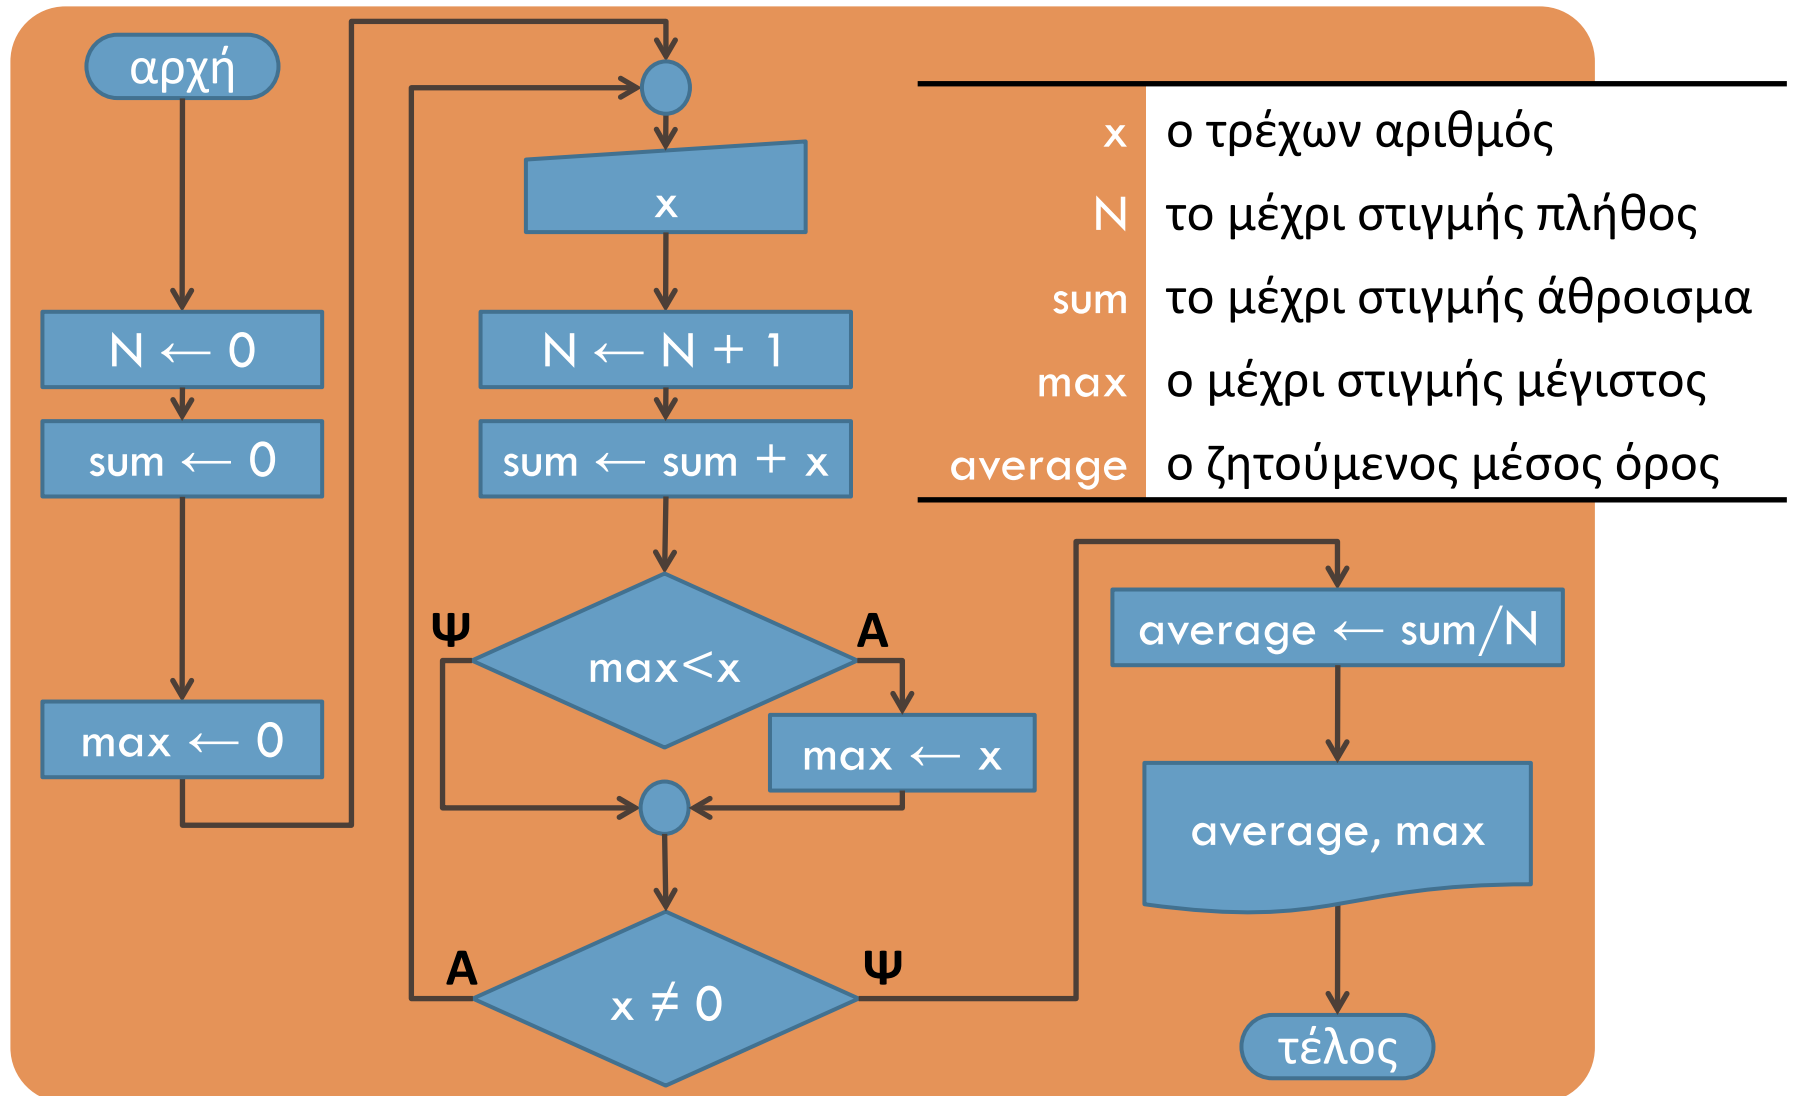 αρχή
N ← 0
sum ← 0
max ← 0
x
N ← N + 1
sum ← sum + x
max<x
Ψ
Α
max ← x
x ≠ 0
Α
Ψ
x ο τρέχων αριθμός
N το μέχρι στιγμής πλήθος
sum το μέχρι στιγμής άθροισμα
max ο μέχρι στιγμής μέγιστος
average ο ζητούμενος μέσος όρος
average ← sum/N
average, max
τέλος